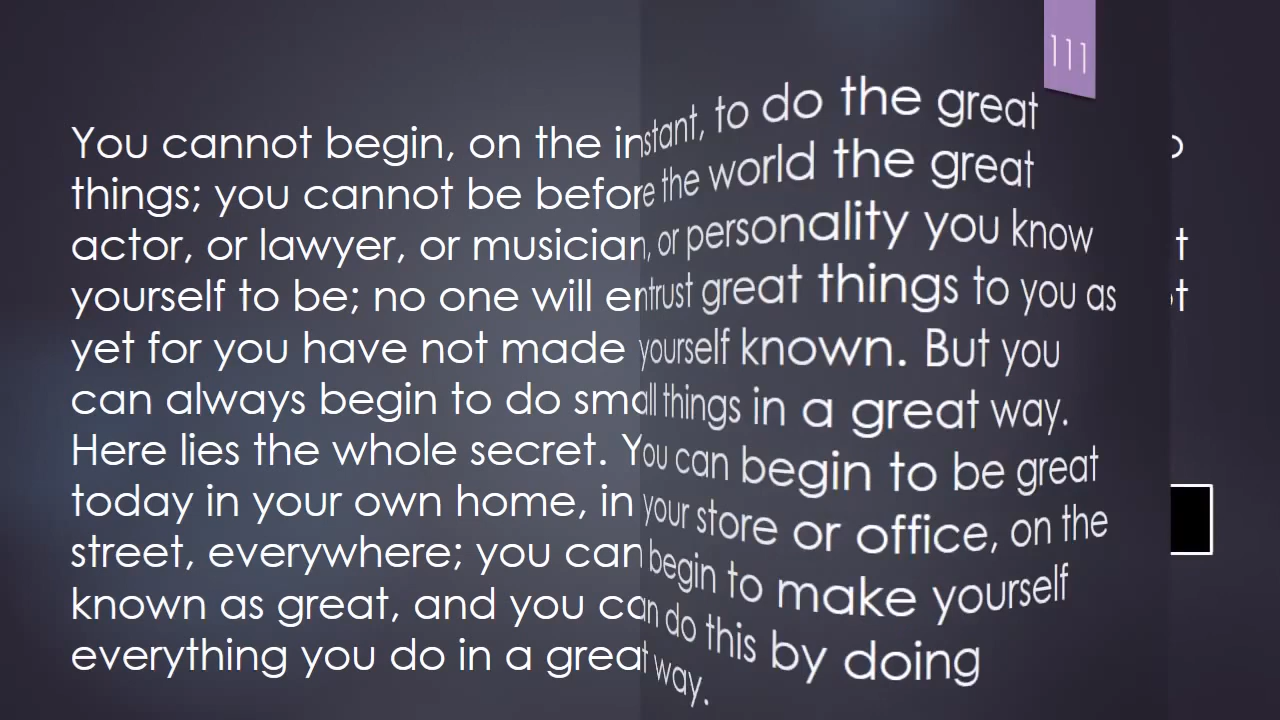 111
You cannot begin, on the instant, to do the great
things; you cannot be before the world the great
actor, or lawyer, or musician, or personality you know
yourself to be; no one will entrust great things to you as
yet for you have not made yourself known. But you
can always begin to do small things in a great way.
Here lies the whole secret. You can begin to be great
today in your own home, in your store or office, on the
street, everywhere; you can begin to make yourself
known as great, and you can do this by doing
everything you do in a great way.